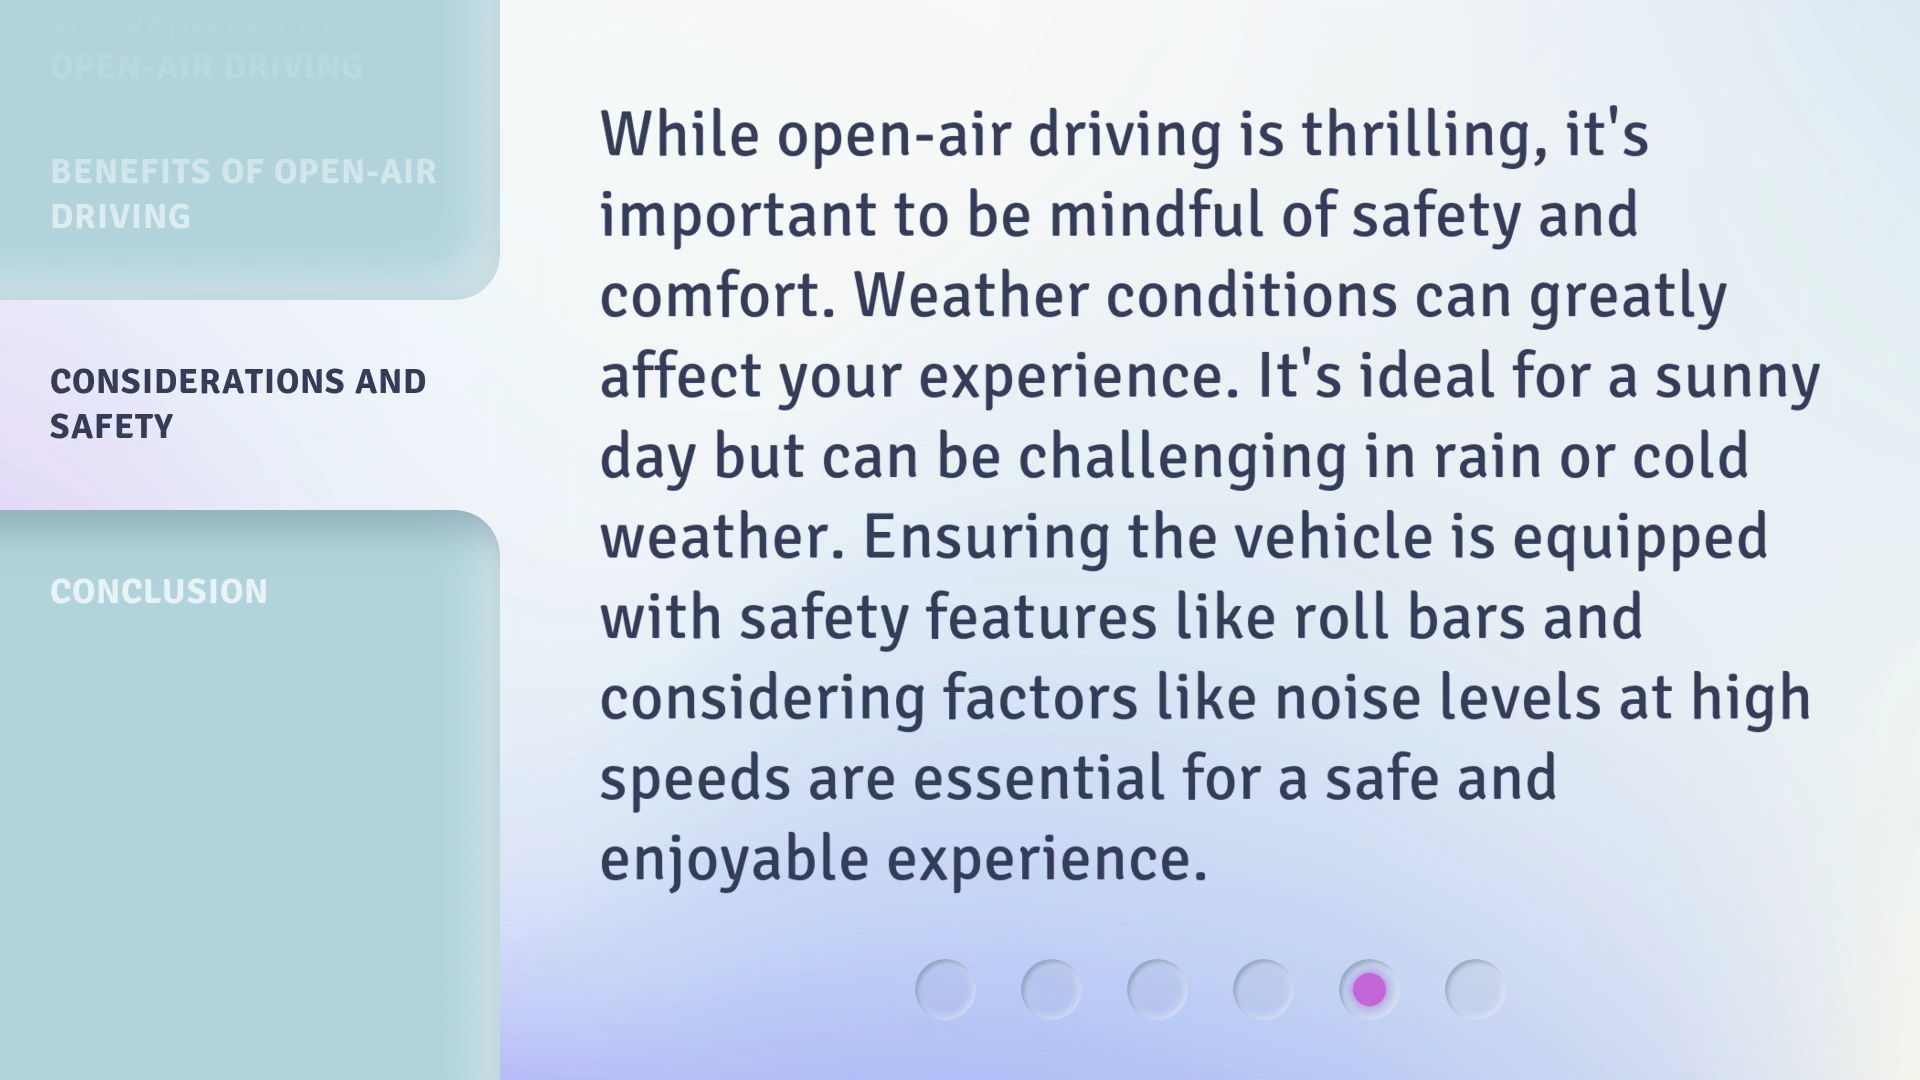 OPEN-AIR DRIVING
BENEFITS OF OPEN-AIR
DRIVING
CONSIDERATIONS AND
SAFETY
CONCLUSION
While open-air driving is thrilling, it's
important to be mindful of safety and
comfort. Weather conditions can greatly
affect your experience. It's ideal for a sunny
day but can be challenging in rain or cold
weather. Ensuring the vehicle is equipped
with safety features like roll bars and
considering factors like noise levels at high
speeds are essential for a safe and
enjoyable experience.